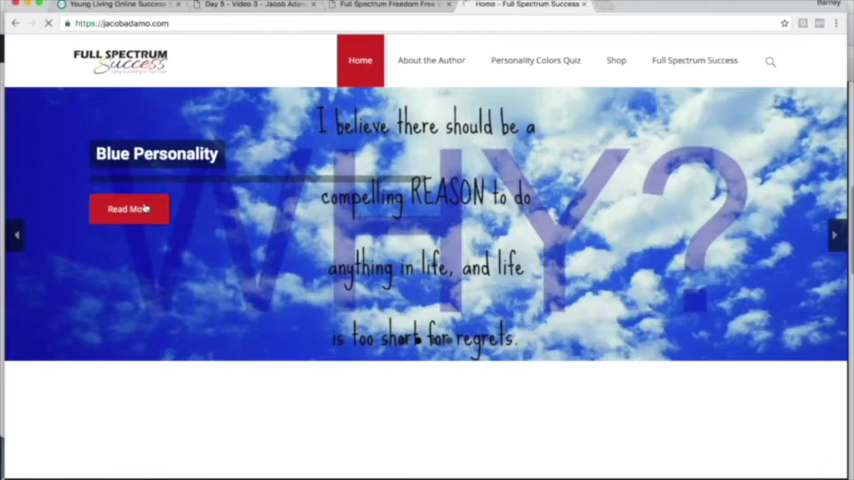 Young Living Online Success
Day 5 - Video 3 - Jacob Adamo
Full Spectrum Freedom Free
Home - Full Spectrum Success
Barney
https://jacobadamo.com
FULL SPECTRUM
Success
Home
About the Author
Personality Colors Quiz
Shop
Full Spectrum Success
WHY?
Blue Personality
Read More
I believe there should be a
compelling REASON to do
anything in life, and life
is too short for regrets.